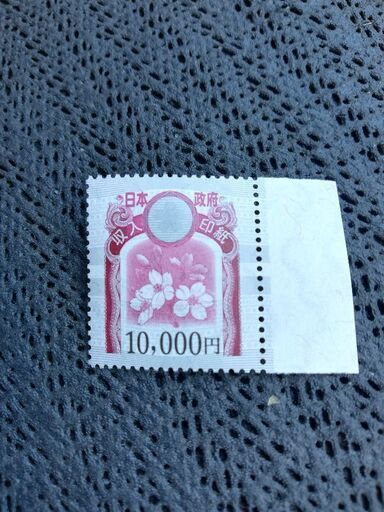 日本 政府
収入 印紙
10,000円